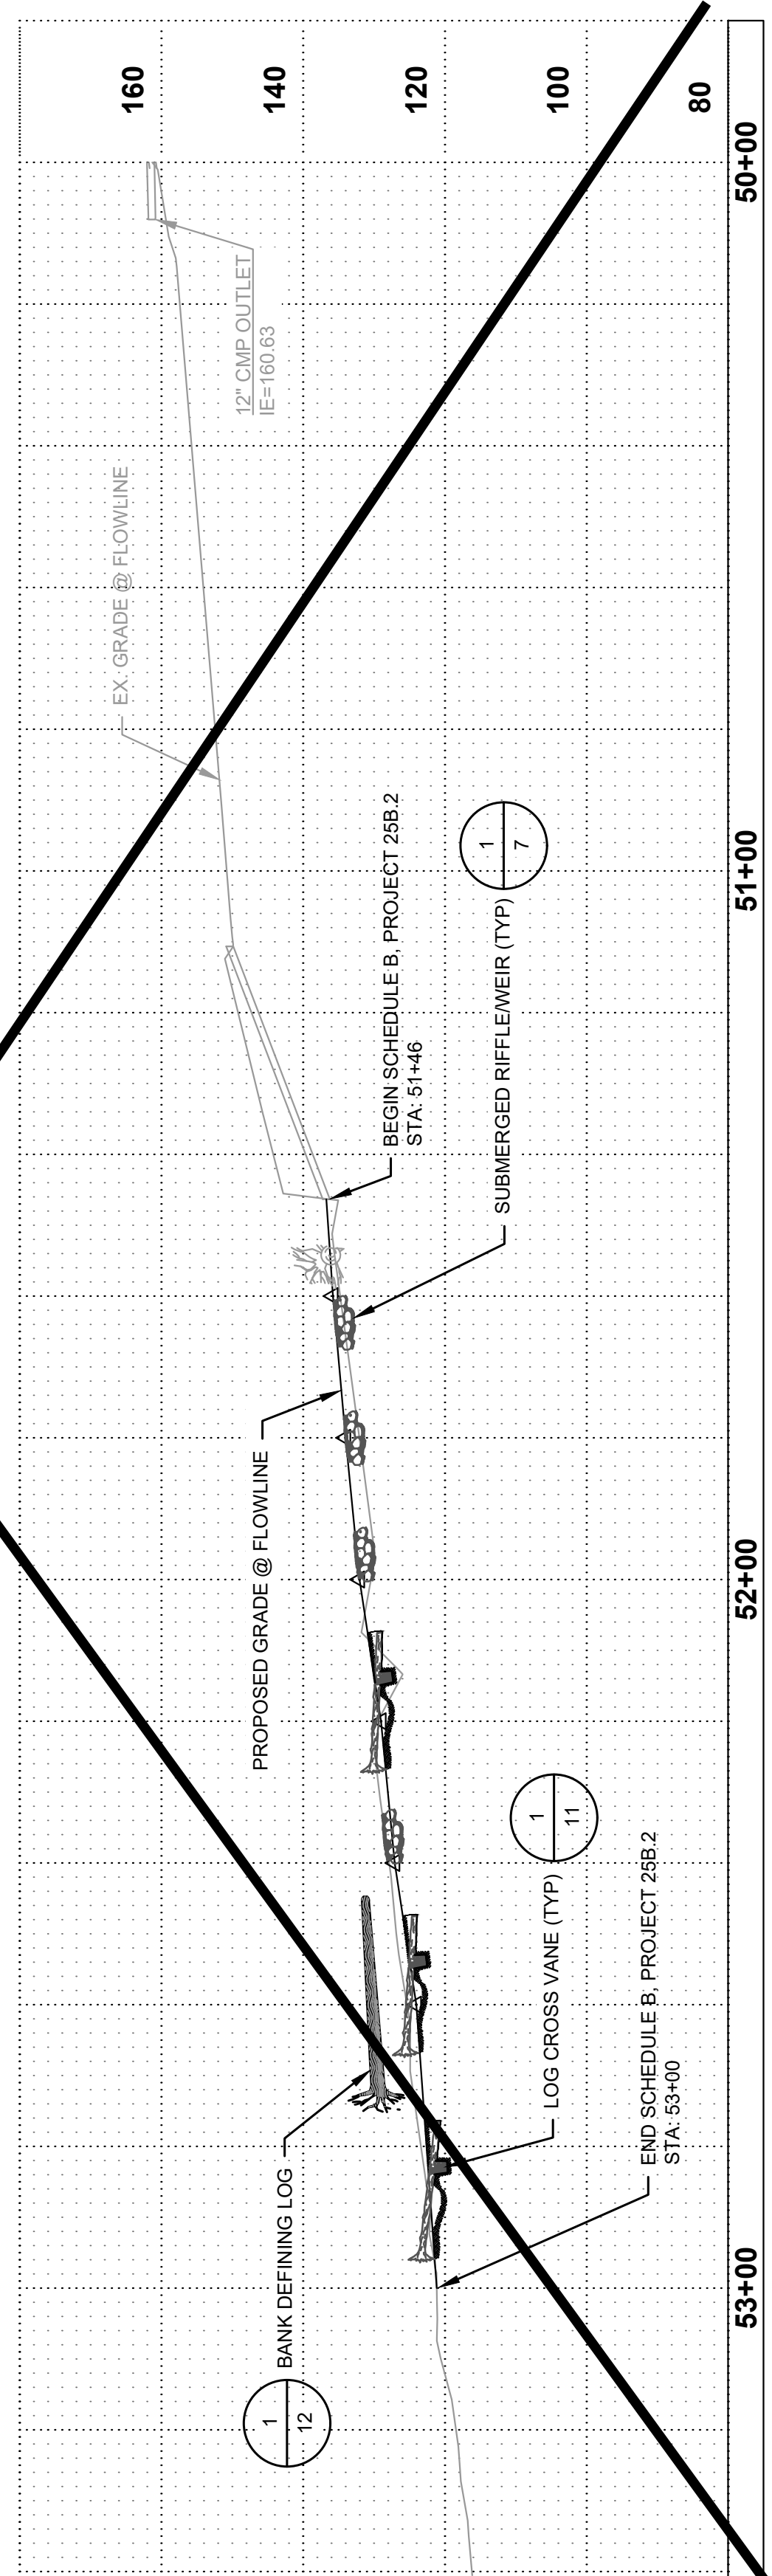 160
140
120
100
80
50+00
51+00
52+00
53+00
12" CMP OUTLET
IE=160.63
EX. GRADE @ FLOWLINE
BEGIN SCHEDULE B, PROJECT 25B.2
STA: 51+46
1
7
SUBMERGED RIFFLE/WEIR (TYP)
PROPOSED GRADE @ FLOWLINE
1
11
LOG CROSS VANE (TYP)
END SCHEDULE B, PROJECT 25B.2
STA: 53+00
BANK DEFINING LOG
1
12